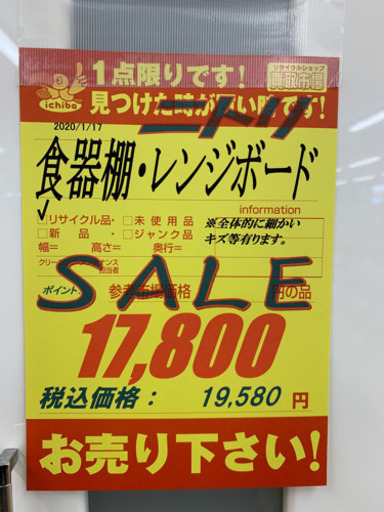 1点限りです!
リサイクルショップ
買取市場
ichiba
見つけた時が買い時です!
ニトリ
2020/1/17
食器棚・レンジボード
information
√
□リサイクル品・□未使用品
□新品・□ジャンク品
※全体的に細かい
キズ等有ります。
幅= 高さ= 奥行=
担当者
SALE
ポイント: 参考市場価格 円の品
17,800
税込価格: 19,580 円
お売り下さい!